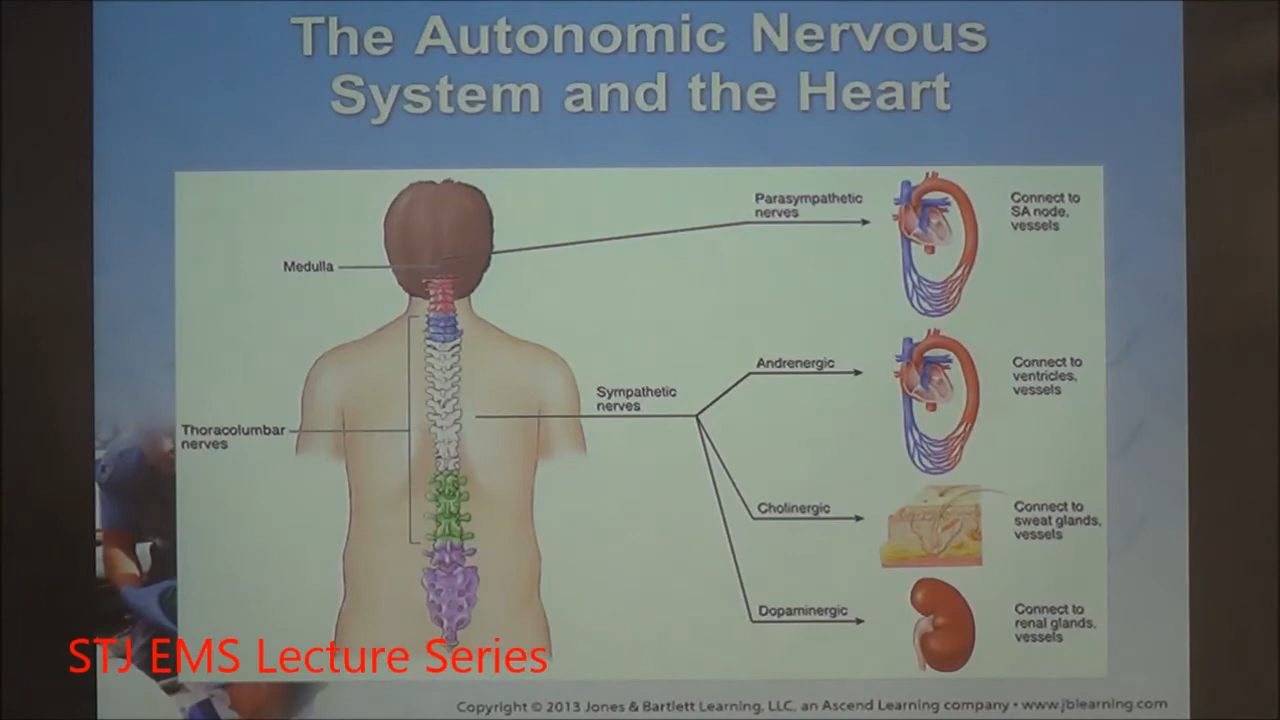 The Autonomic Nervous
System and the Heart
Parasympathetic
nerves
Connect to
SA node,
vessels
Medulla
Andrenergic
Connect to
ventricles,
vessels
Sympathetic
nerves
Thoracolumbar
nerves
Cholinergic
Connect to
sweat glands,
vessels
Dopaminergic
Connect to
renal glands,
vessels
STJ EMS Lecture Series
Copyright © 2013 Jones & Bartlett Learning, LLC, an Ascend Learning company • www.jblearning.com